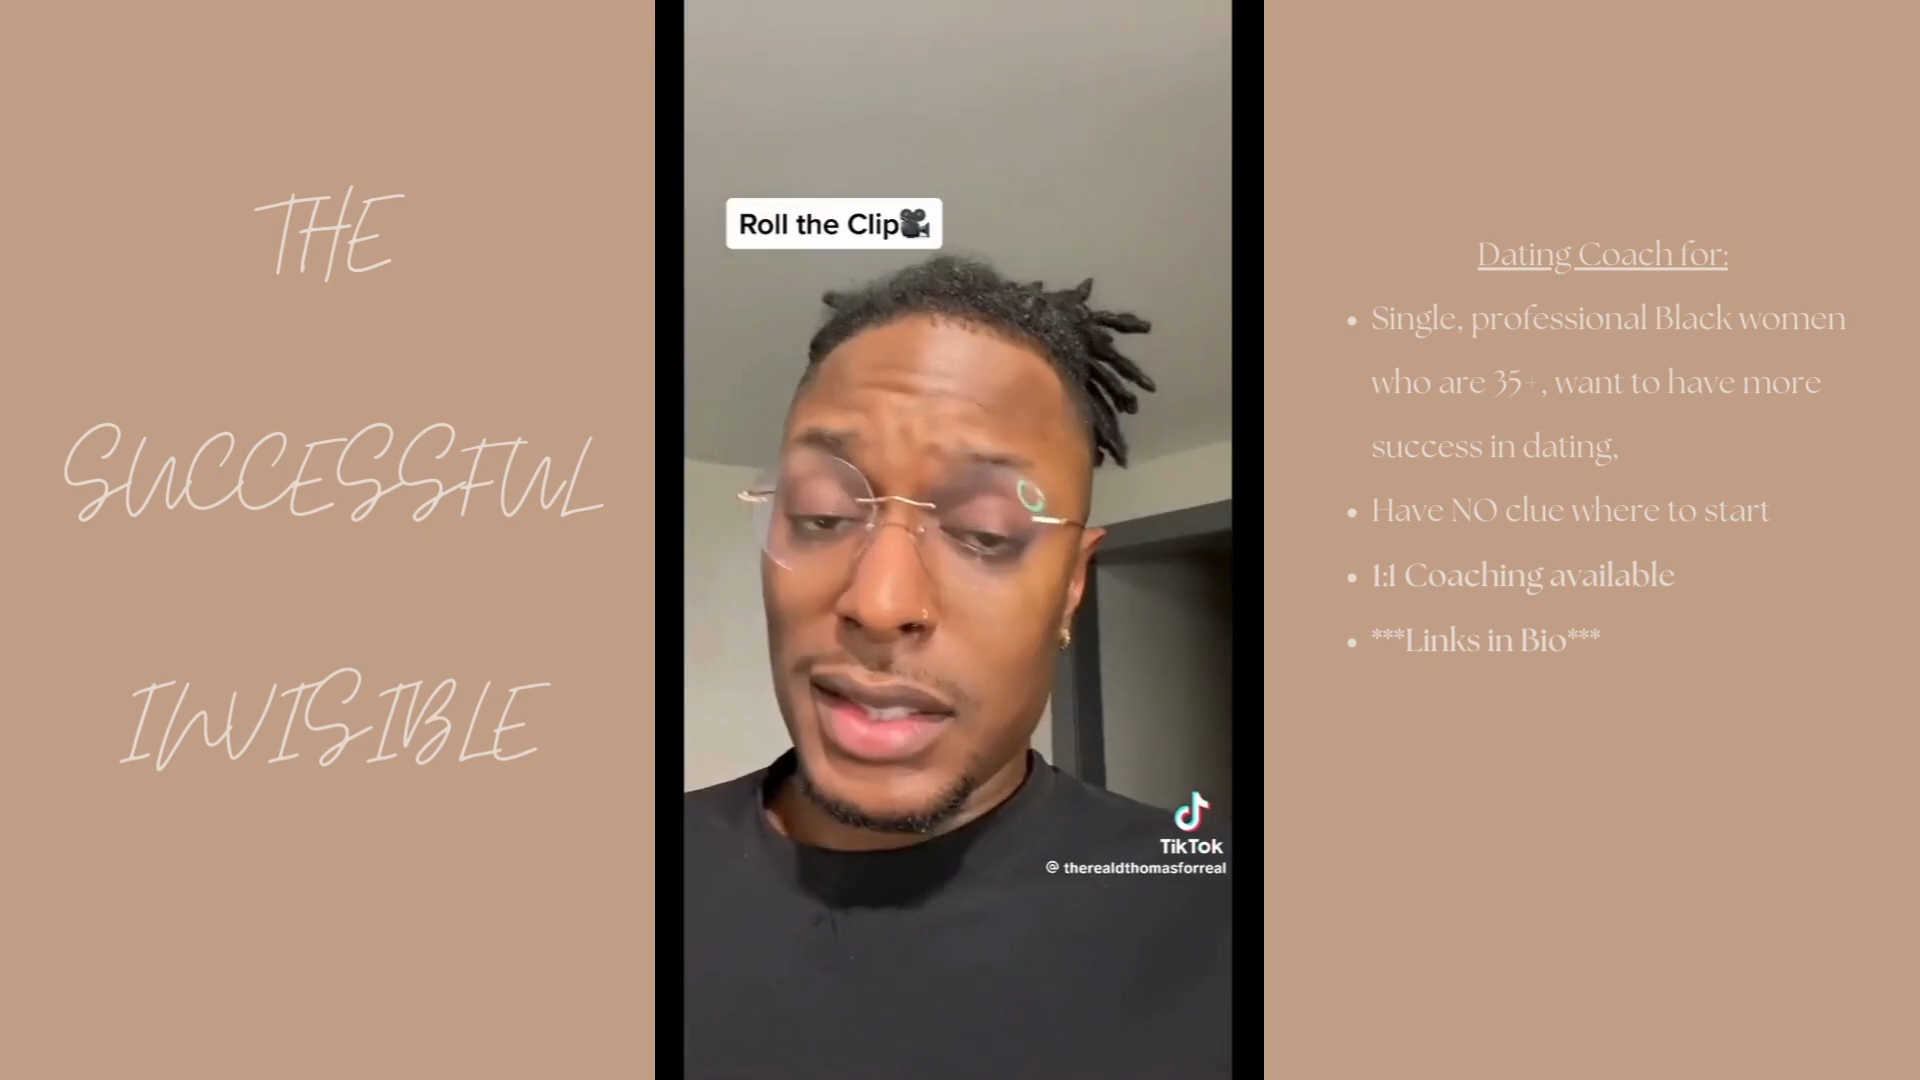 THE
SUCCESSFUL
INVISIBLE
Roll the Clip🎥
TikTok
@ therealdthomasforreal
Dating Coach for:
• Single, professional Black women
who are 35+, want to have more
success in dating,
• Have NO clue where to start
• 1:1 Coaching available
• ***Links in Bio***